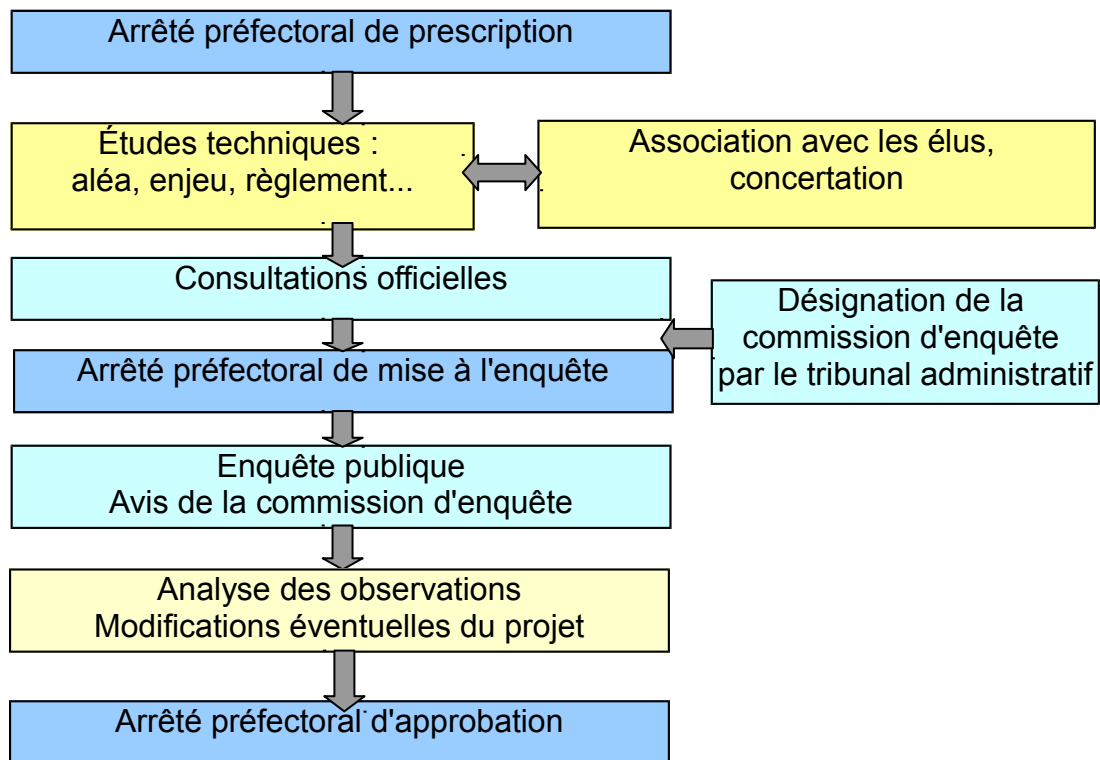 Arrêté préfectoral de prescription
Études techniques :
aléa, enjeu, règlement...
Association avec les élus,
concertation
Consultations officielles
Désignation de la
commission d'enquête
par le tribunal administratif
Arrêté préfectoral de mise à l'enquête
Enquête publique
Avis de la commission d'enquête
Analyse des observations
Modifications éventuelles du projet
Arrêté préfectoral d'approbation